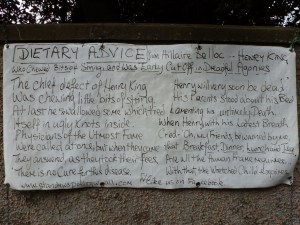 DIETARY ADVICE from Hillaire Belloc - HENRY KING
Who Chewed Bits of String, and Was Early Cut Off in Dreadful Agonies
The Chief defect of Henry King
Was chewing little bits of string
At last he swallowed some which tied
Itself in ugly Knots inside
Physicians of the Utmost Fame
Were called at once, but when they came
They answered, as they took their Fees,
There is no Cure for this disease
Henry will very soon be dead
His Parents Stood about his Bed
Lamenting his untimely Death
When Henry with his Latest Breath
Cried - Oh, my Friends be warned by me
that Breakfast, Dinner, Lunch and Tea
Are all the Human Frame requires
With that the Wretched Child expires
like us on Facebook